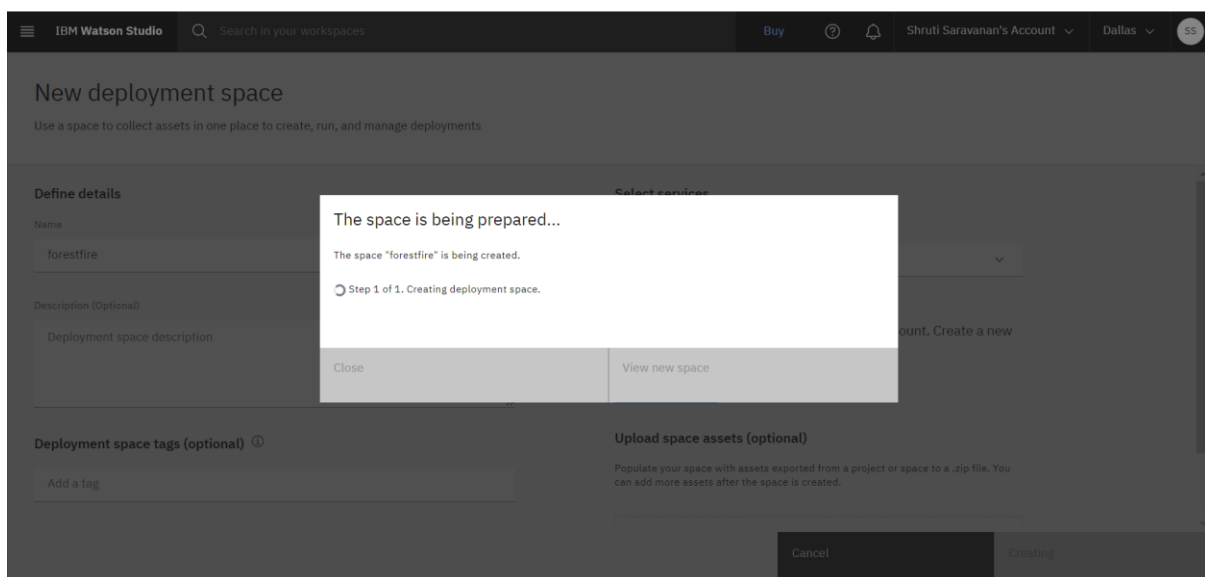 IBM Watson Studio
Search in your workspaces
Buy
Shruti Saravanan's Account
Dallas
SS
New deployment space
Use a space to collect assets in one place to create, run, and manage deployments
Define details
Select services
Name
forestfire
Description (Optional)
Deployment space description
The space is being prepared...
The space "forestfire" is being created.
Step 1 of 1. Creating deployment space.
Close
View new space
ount. Create a new
Deployment space tags (optional)
Add a tag
Upload space assets (optional)
Populate your space with assets exported from a project or space to a .zip file. You
can add more assets after the space is created.
Cancel
Creating